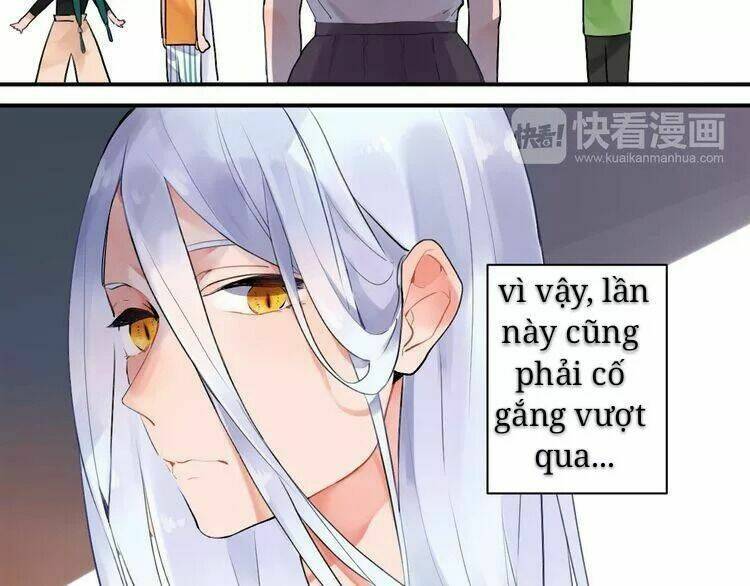 快看! 快看漫画
www.kuaikanmanhua.com
vì vậy, lần
này cũng
phải cố
gắng vượt
qua...